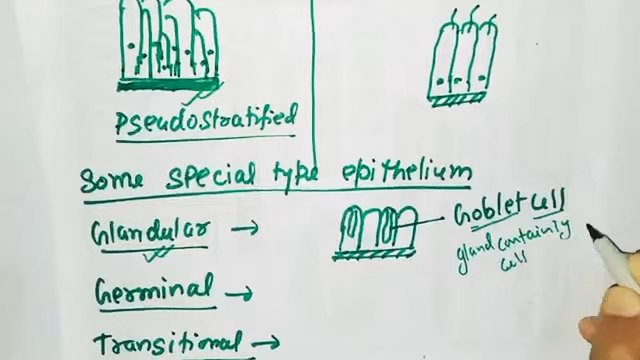 Pseudostratified
Some special type epithelium
Glandular →
Goblet cell
gland containing
cell
Germinal →
Transitional →